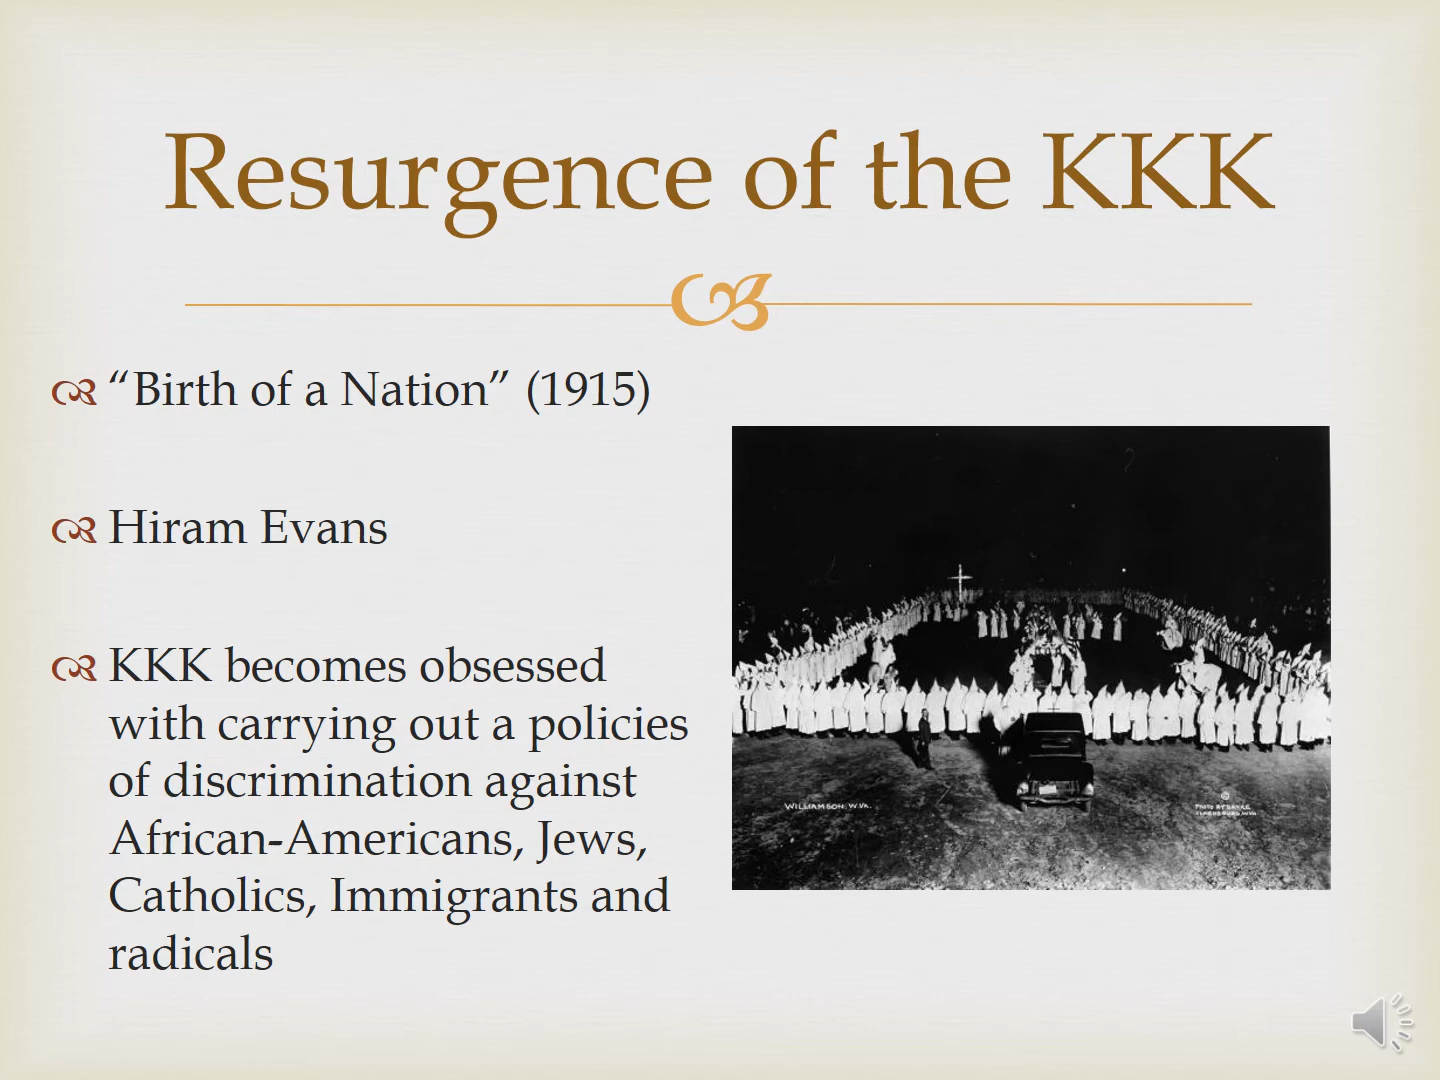 Resurgence of the KKK
“Birth of a Nation” (1915)
Hiram Evans
KKK becomes obsessed
with carrying out a policies
of discrimination against
African-Americans, Jews,
Catholics, Immigrants and
radicals
WILLIAMSON, W.VA.
©